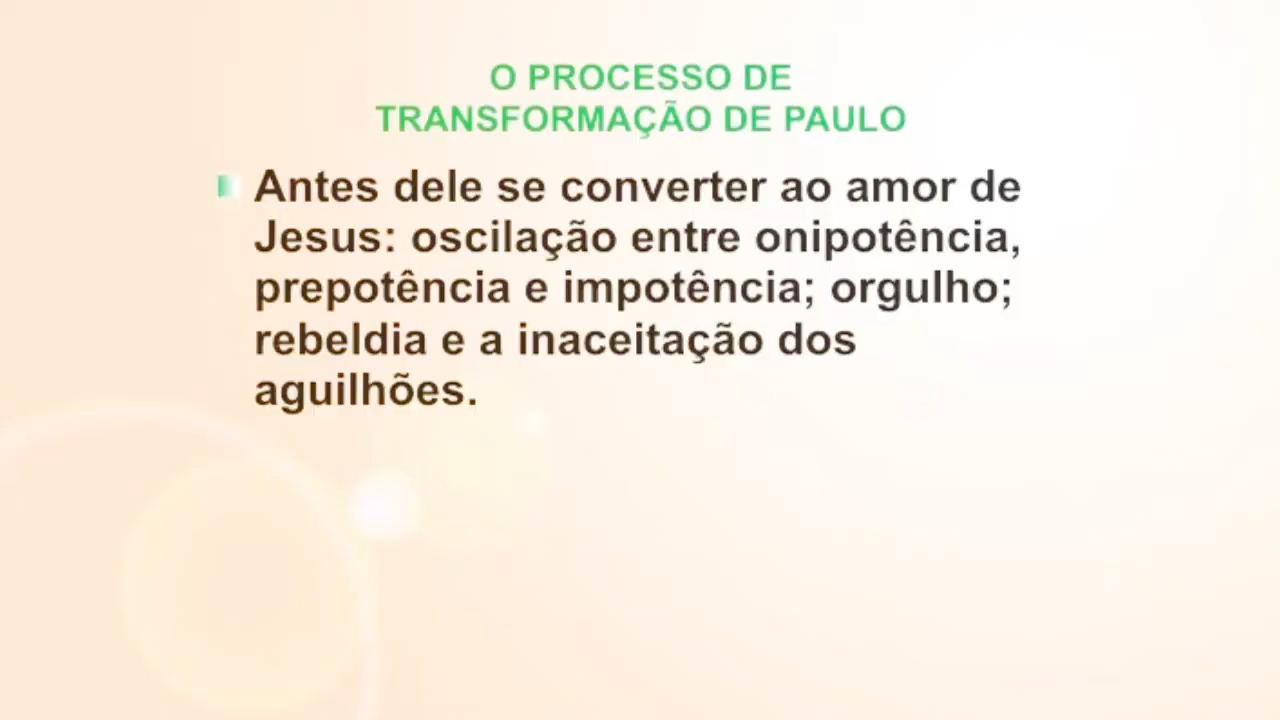 O PROCESSO DE
TRANSFORMAÇÃO DE PAULO
Antes dele se converter ao amor de
Jesus: oscilação entre onipotência,
prepotência e impotência; orgulho;
rebeldia e a inaceitação dos
aguilhões.